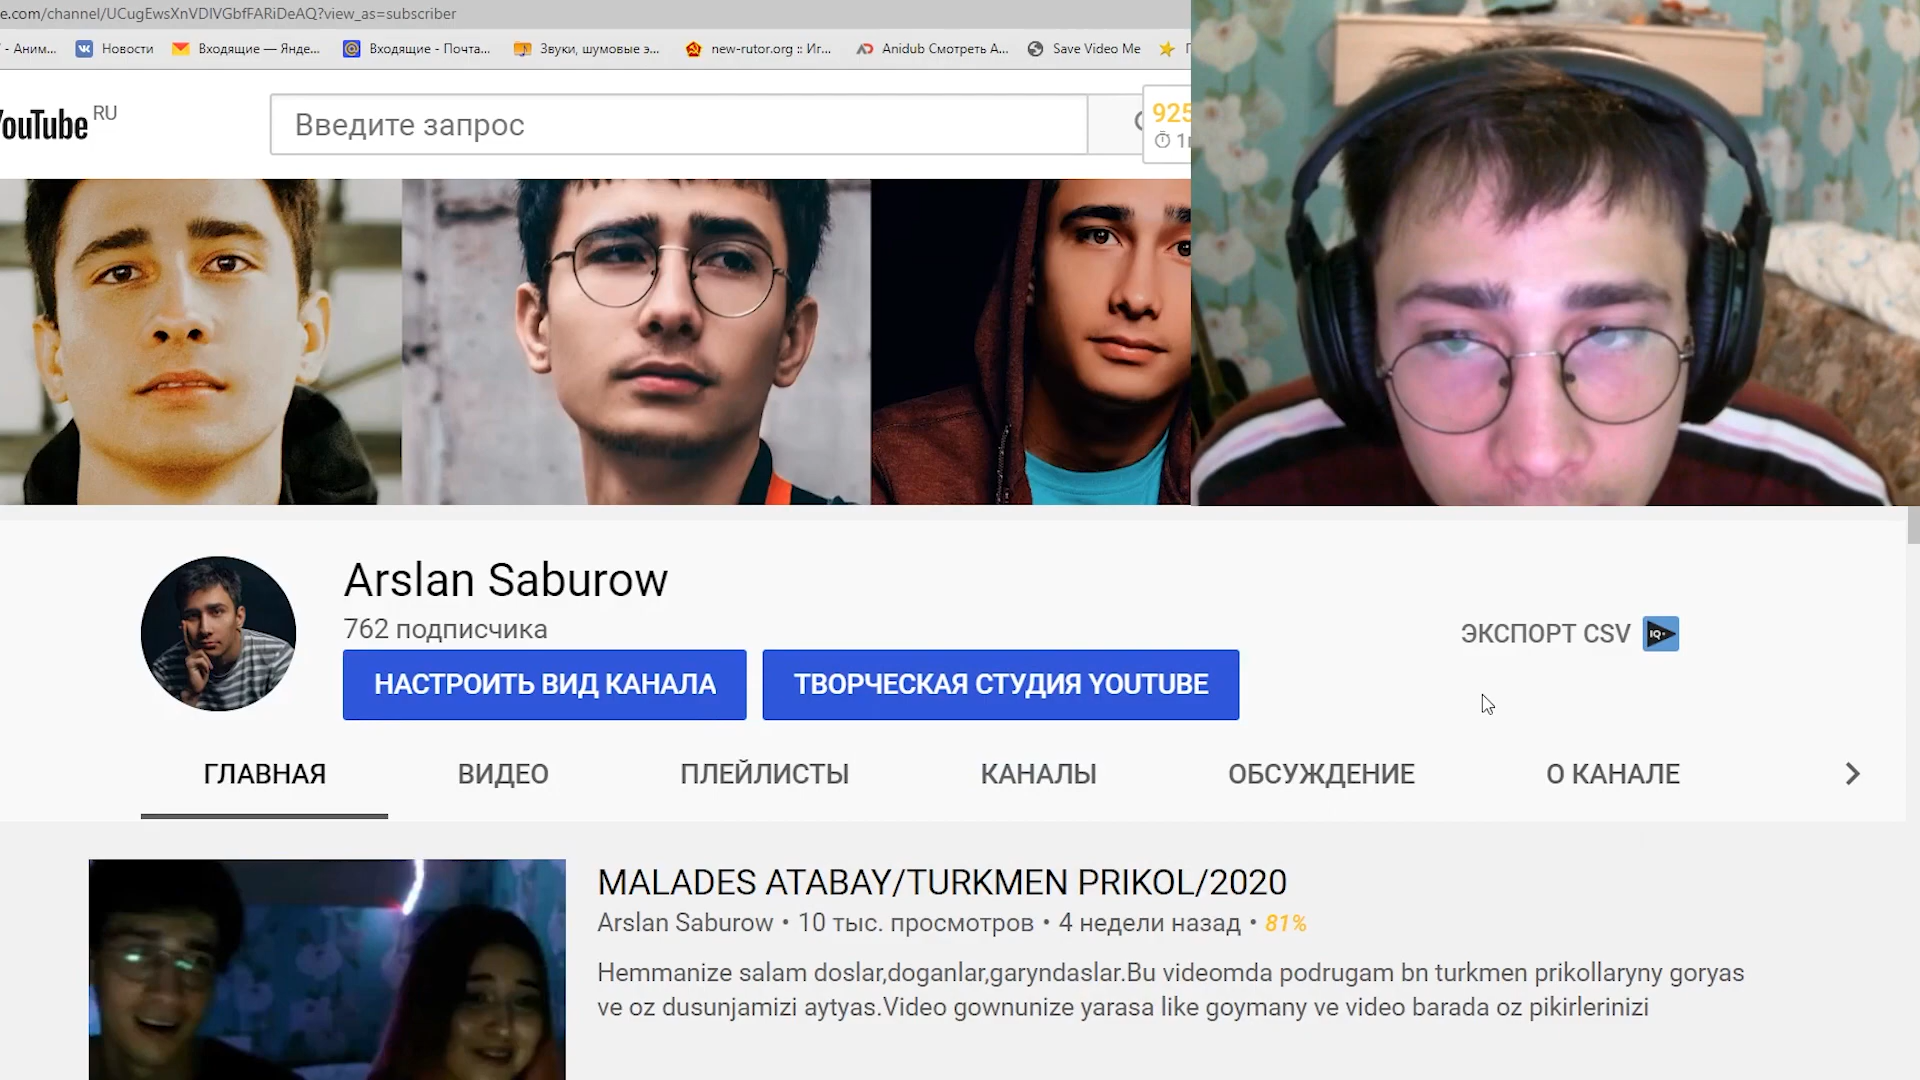 e.com/channel/UCugEwsXnVDIVGbfFARiDeAQ?view_as=subscriber
- Аним... Новости Входящие — Янде... Входящие - Почта... Звуки, шумовые э... new-rutor.org :: Иг... Anidub Смотреть А... Save Video Me
YouTube RU
Введите запрос
925
Arslan Saburow
762 подписчика
ЭКСПОРТ CSV IQ
НАСТРОИТЬ ВИД КАНАЛА ТВОРЧЕСКАЯ СТУДИЯ YOUTUBE
ГЛАВНАЯ ВИДЕО ПЛЕЙЛИСТЫ КАНАЛЫ ОБСУЖДЕНИЕ О КАНАЛЕ
MALADES ATABAY/TURKMEN PRIKOL/2020
Arslan Saburow • 10 тыс. просмотров • 4 недели назад • 81%
Hemmanize salam doslar,doganlar,garyndaslar.Bu videomda podrugam bn turkmen prikollaryny goryas
ve oz dusunjamizi aytyas.Video gownunize yarasa like goymany ve video barada oz pikirlerinizi